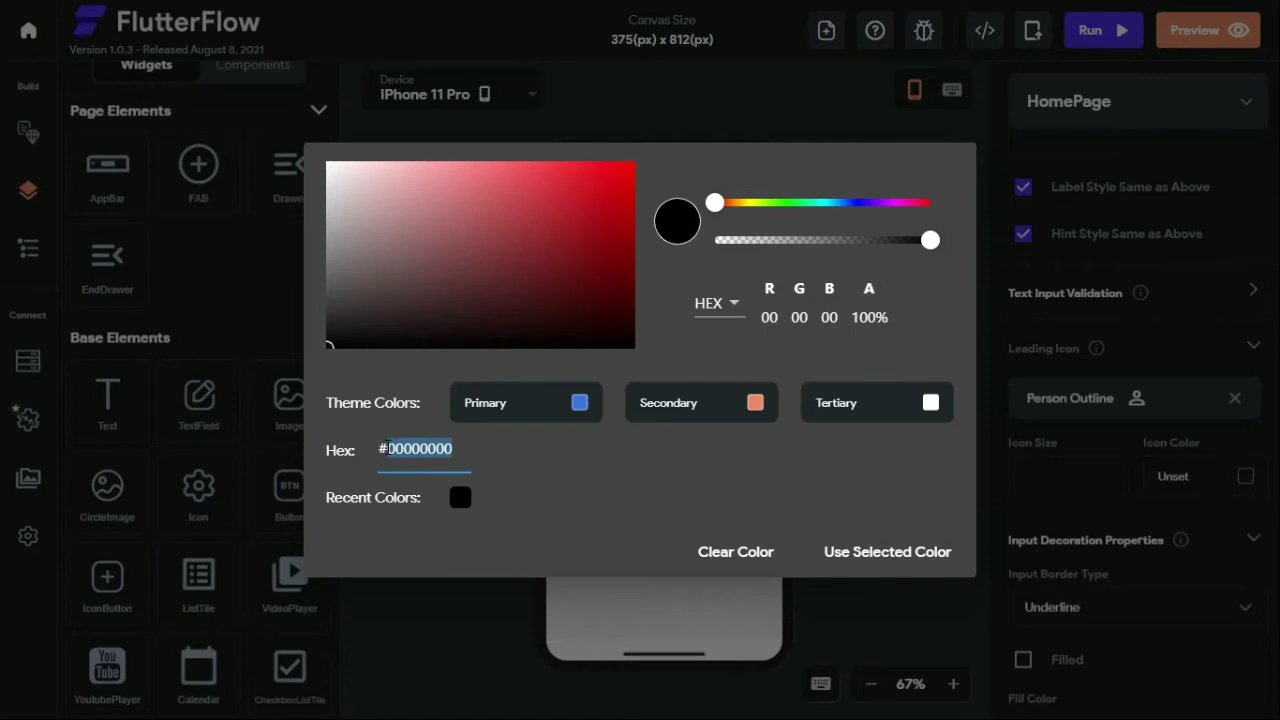 FlutterFlow
Version 1.0.3 - Released August 8, 2021
Canvas Size
375(px) x 812(px)
Run
Preview
Build
Connect
Widgets
Components
Page Elements
AppBar
FAB
Drawe
EndDrawer
Base Elements
Text
TextField
Image
CircleImage
Icon
BTN
Button
IconButton
ListTile
VideoPlayer
You
Tube
YoutubePlayer
Calendar
CheckboxListTile
Device
iPhone 11 Pro
HEX
R G B A
00 00 00 100%
Theme Colors:
Primary
Secondary
Tertiary
Hex:
#00000000
Recent Colors:
Clear Color
Use Selected Color
67%
HomePage
Label Style Same as Above
Hint Style Same as Above
Text Input Validation
Leading Icon
Person Outline
Icon Size
Icon Color
Unset
Input Decoration Properties
Input Border Type
Underline
Filled
Fill Color